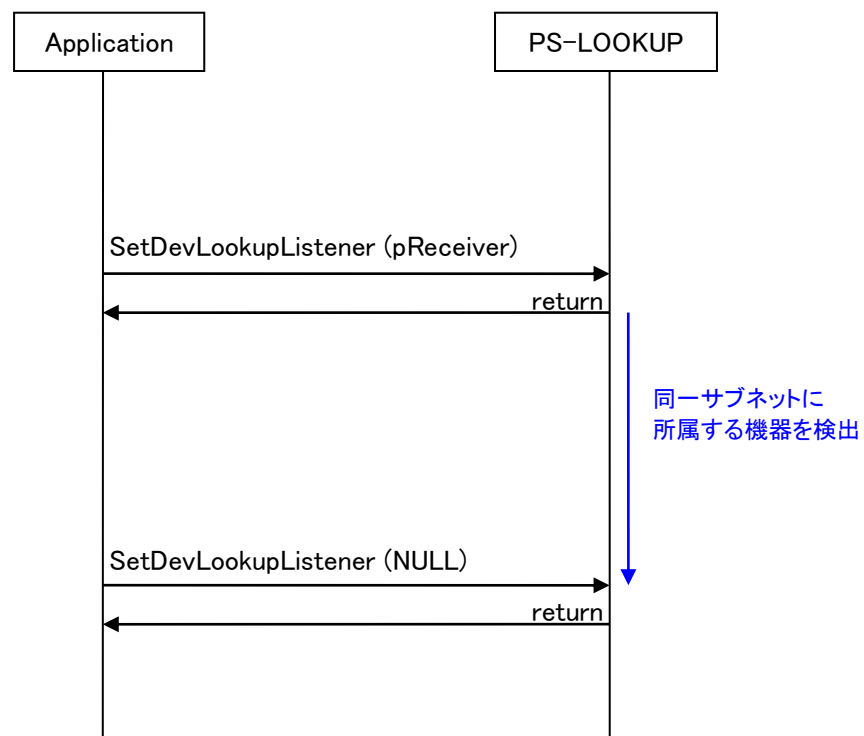 Application
PS-LOOKUP
SetDevLookupListener (pReceiver)
return
同一サブネットに
所属する機器を検出
SetDevLookupListener (NULL)
return